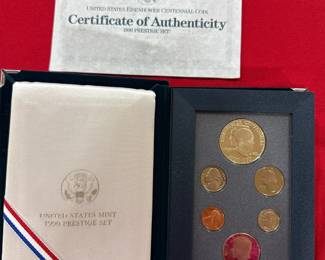 UNITED STATES EISENHOWER CENTENNIAL COIN
Certificate of Authenticity
1990 PRESTIGE SET
UNITED STATES MINT
1990 PRESTIGE SET